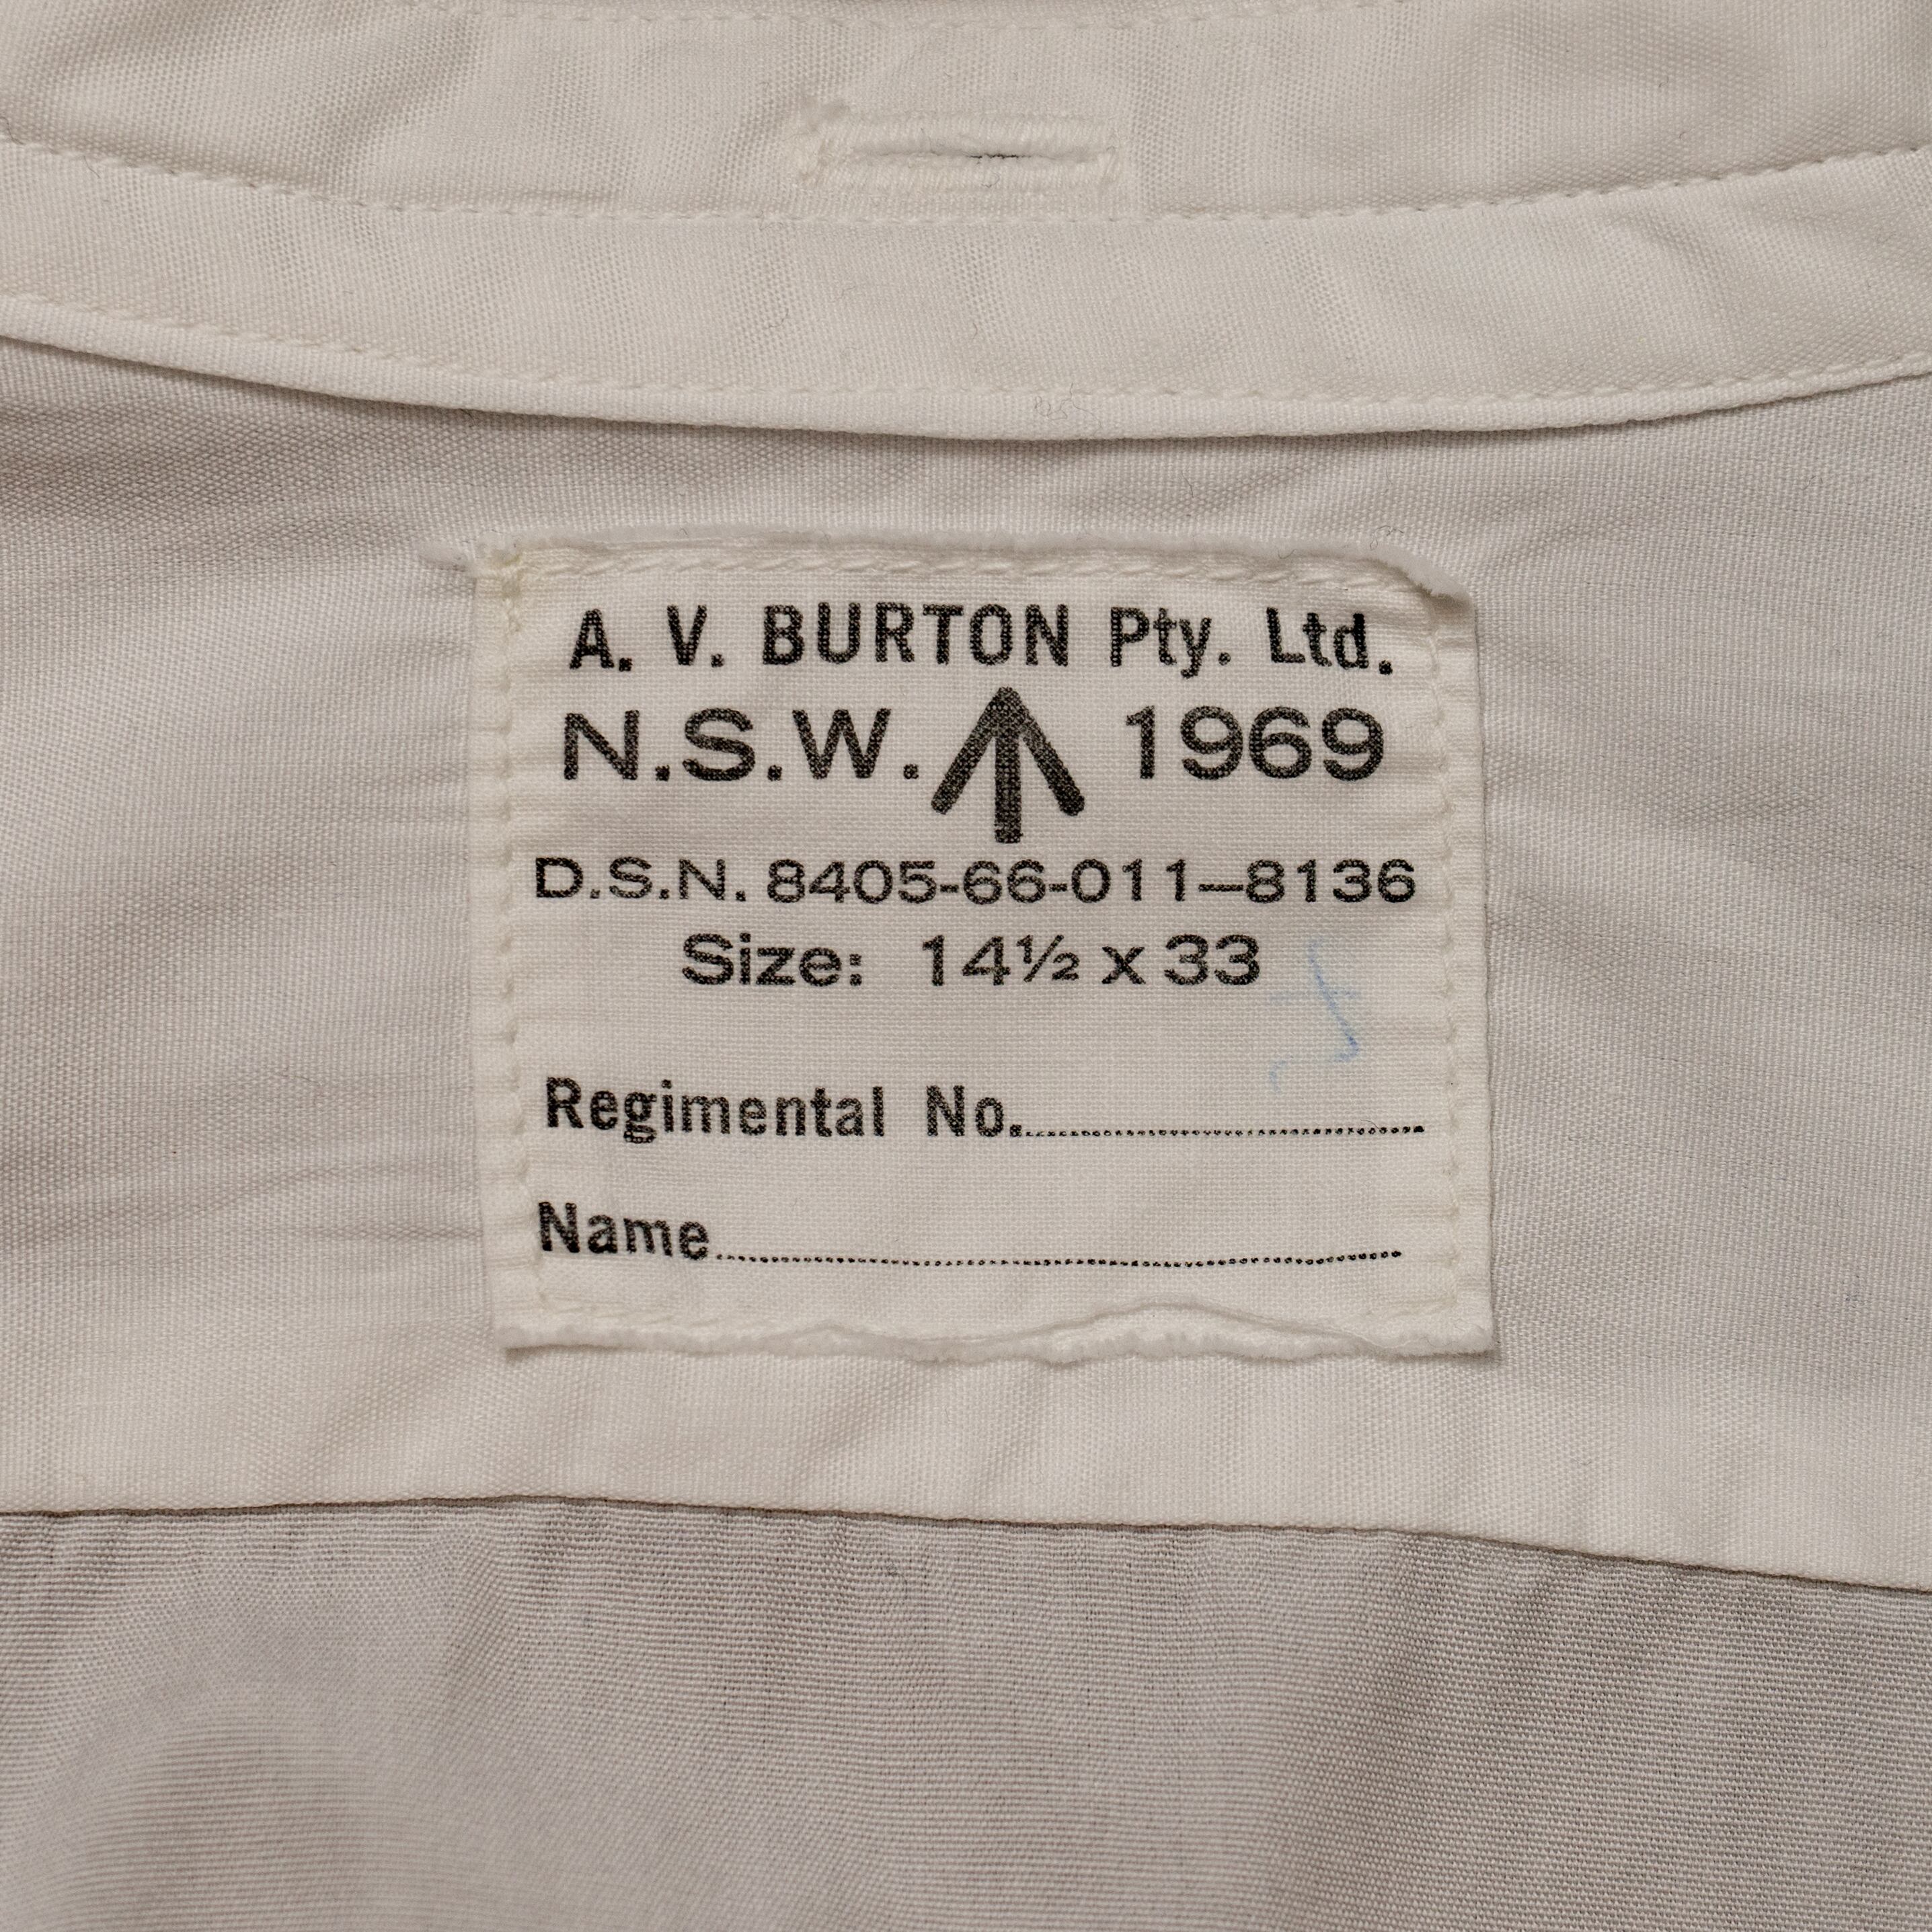 A. V. BURTON Pty. Ltd.
N.S.W. 1969
D.S.N. 8405-66-011—8136
Size: 14½ x 33
Regimental No.
Name